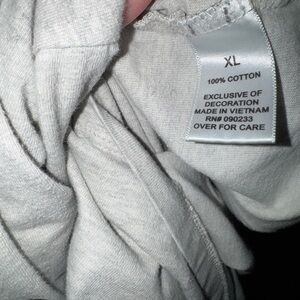 XL
100% COTTON
EXCLUSIVE OF
DECORATION
MADE IN VIETNAM
RN# 090233
OVER FOR CARE